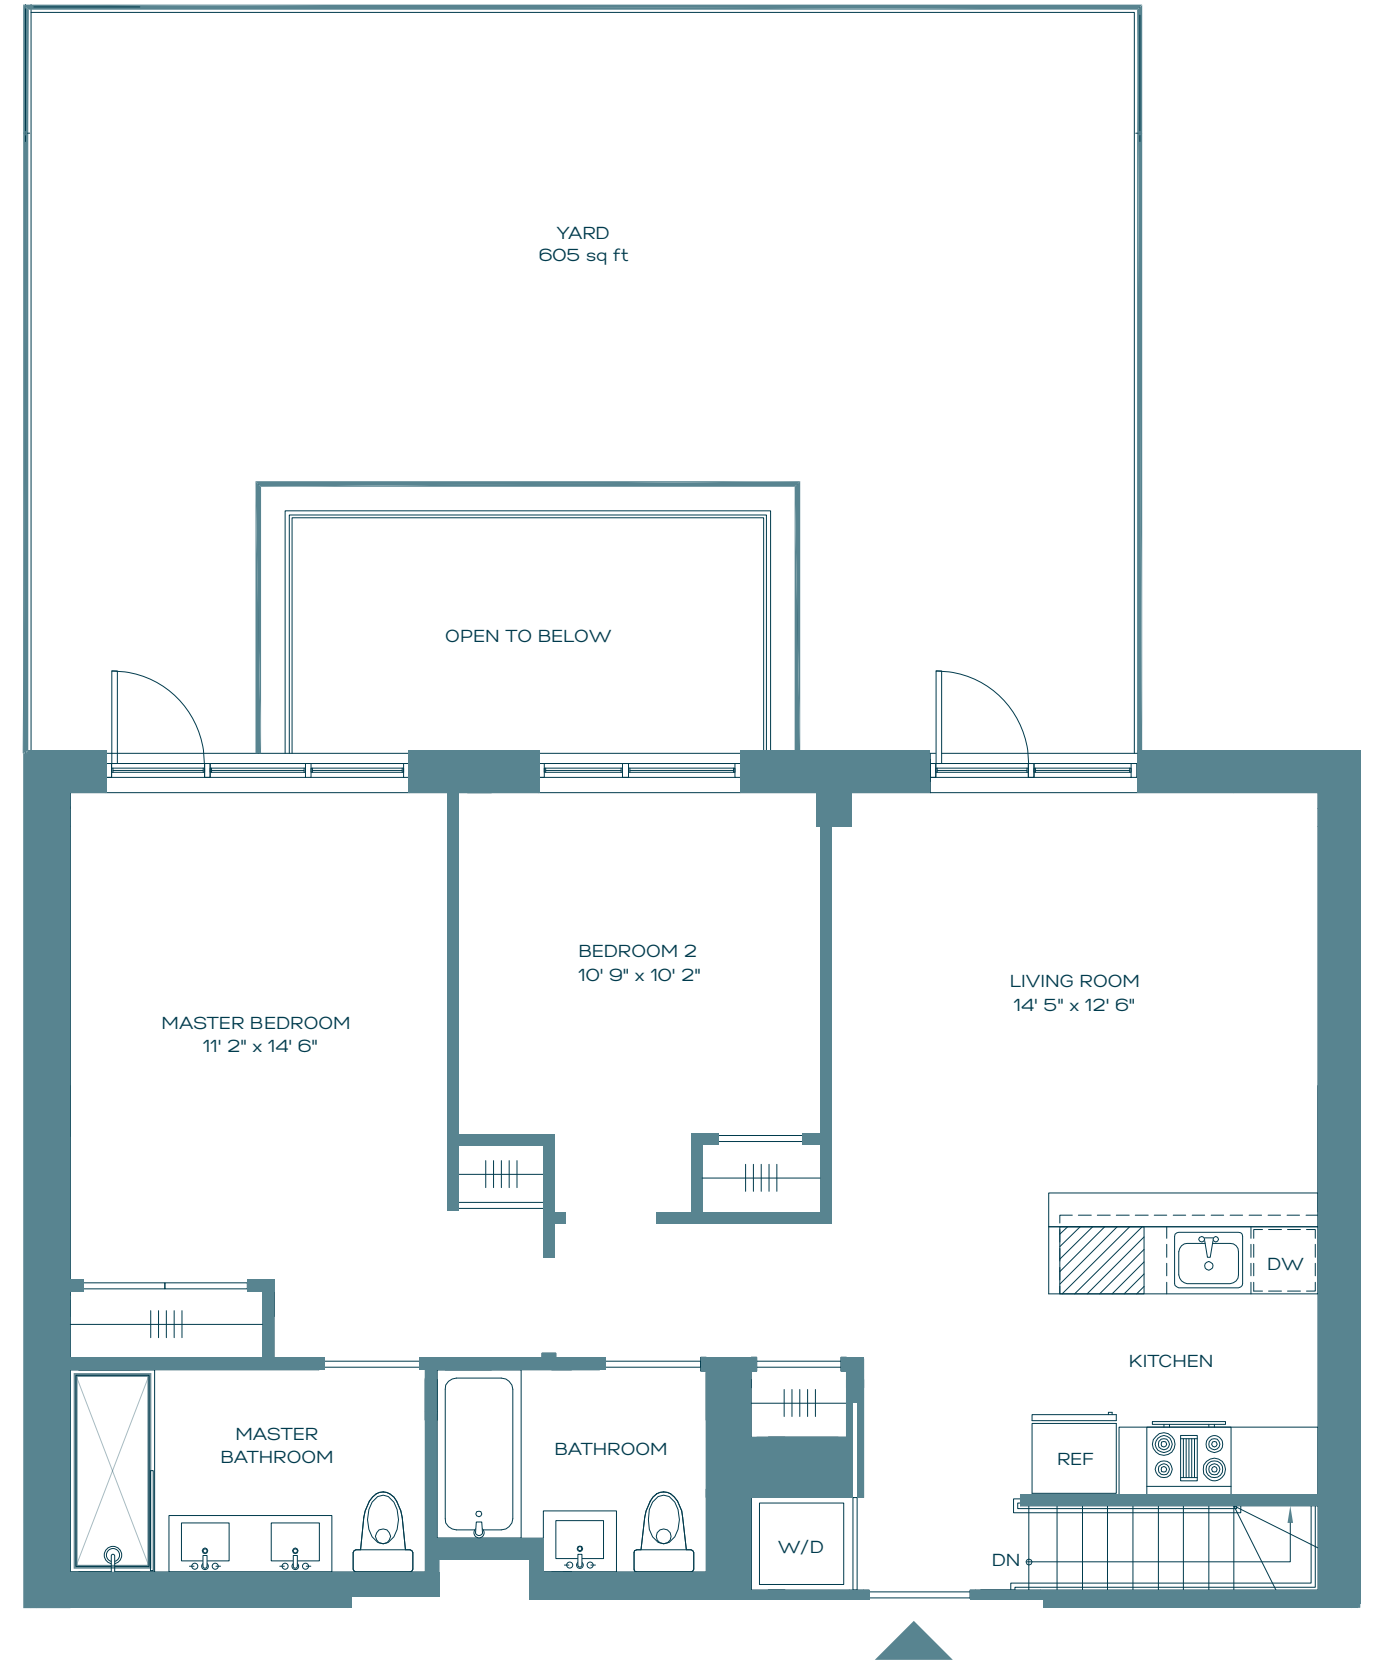 YARD
605 sq ft
OPEN TO BELOW
BEDROOM 2
10' 9" x 10' 2"
LIVING ROOM
14' 5" x 12' 6"
MASTER BEDROOM
11' 2" x 14' 6"
DW
KITCHEN
MASTER
BATHROOM
BATHROOM
REF
W/D
DN